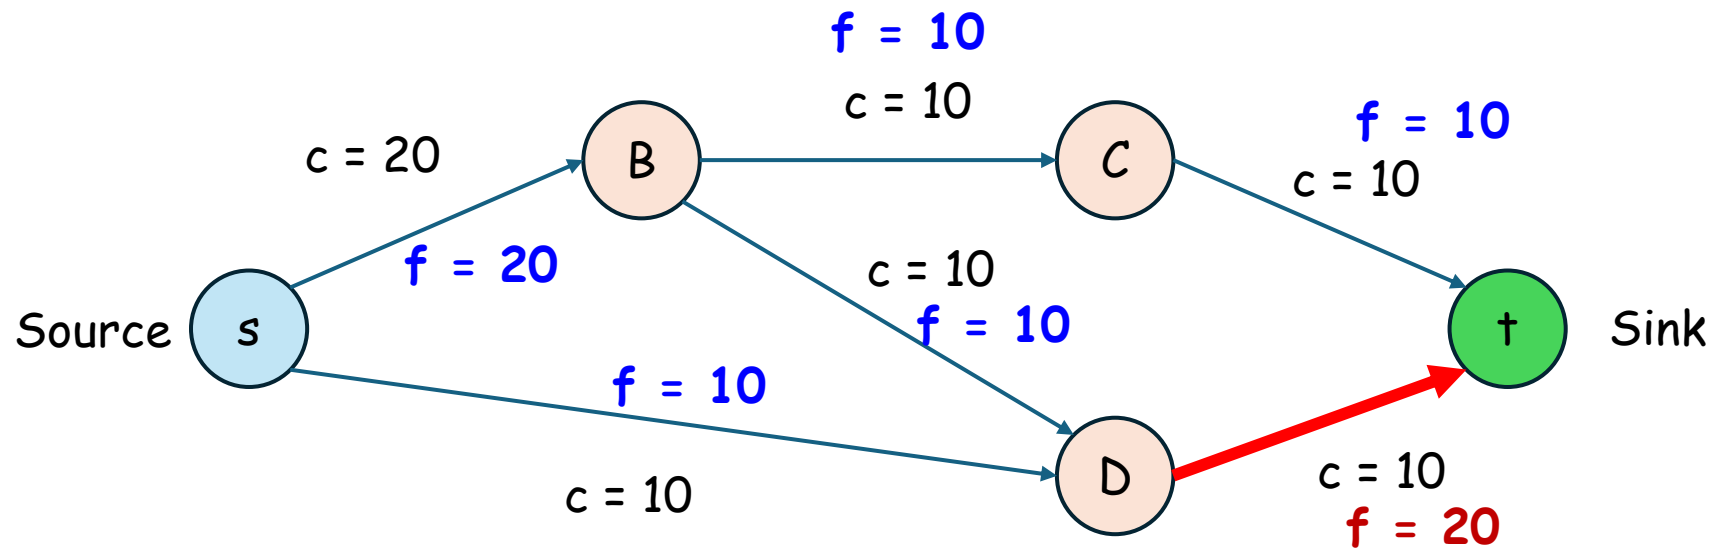 f = 10
c = 10
f = 10
c = 20
B
C
c = 10
f = 20
c = 10
f = 10
Source
s
t
Sink
f = 10
c = 10
D
c = 10
f = 20